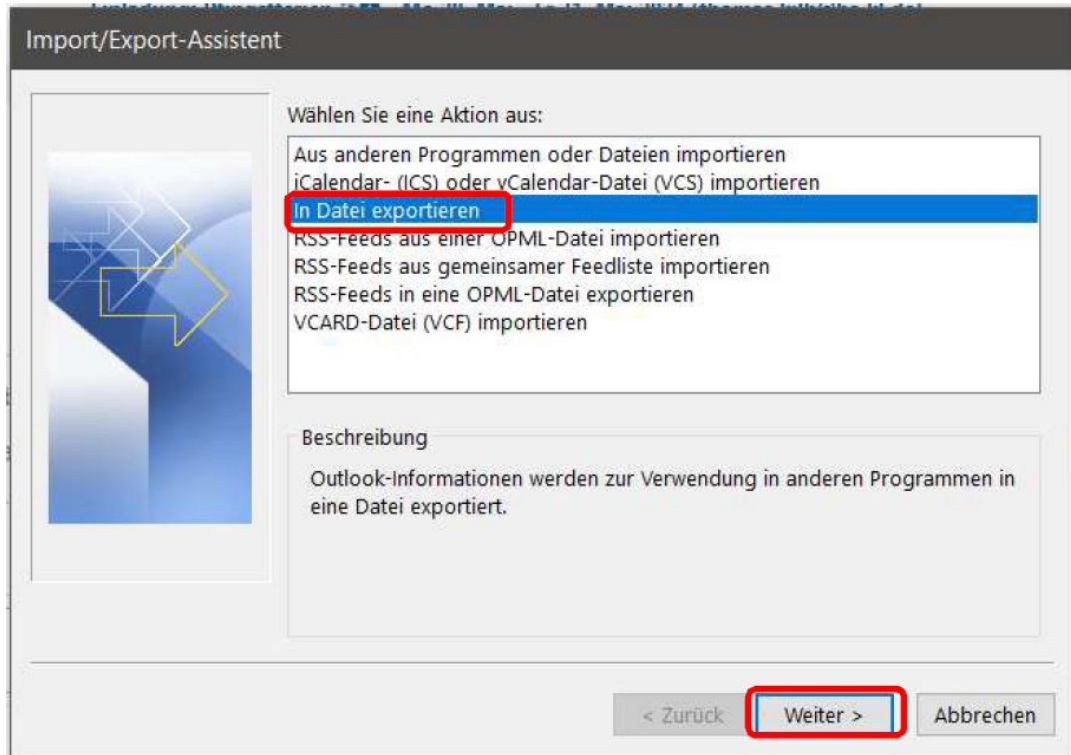 Import/Export-Assistent
Wählen Sie eine Aktion aus:
Aus anderen Programmen oder Dateien importieren
iCalendar- (ICS) oder vCalendar-Datei (VCS) importieren
In Datei exportieren
RSS-Feeds aus einer OPML-Datei importieren
RSS-Feeds aus gemeinsamer Feedliste importieren
RSS-Feeds in eine OPML-Datei exportieren
VCARD-Datei (VCF) importieren
Beschreibung
Outlook-Informationen werden zur Verwendung in anderen Programmen in
eine Datei exportiert.
< Zurück Weiter > Abbrechen